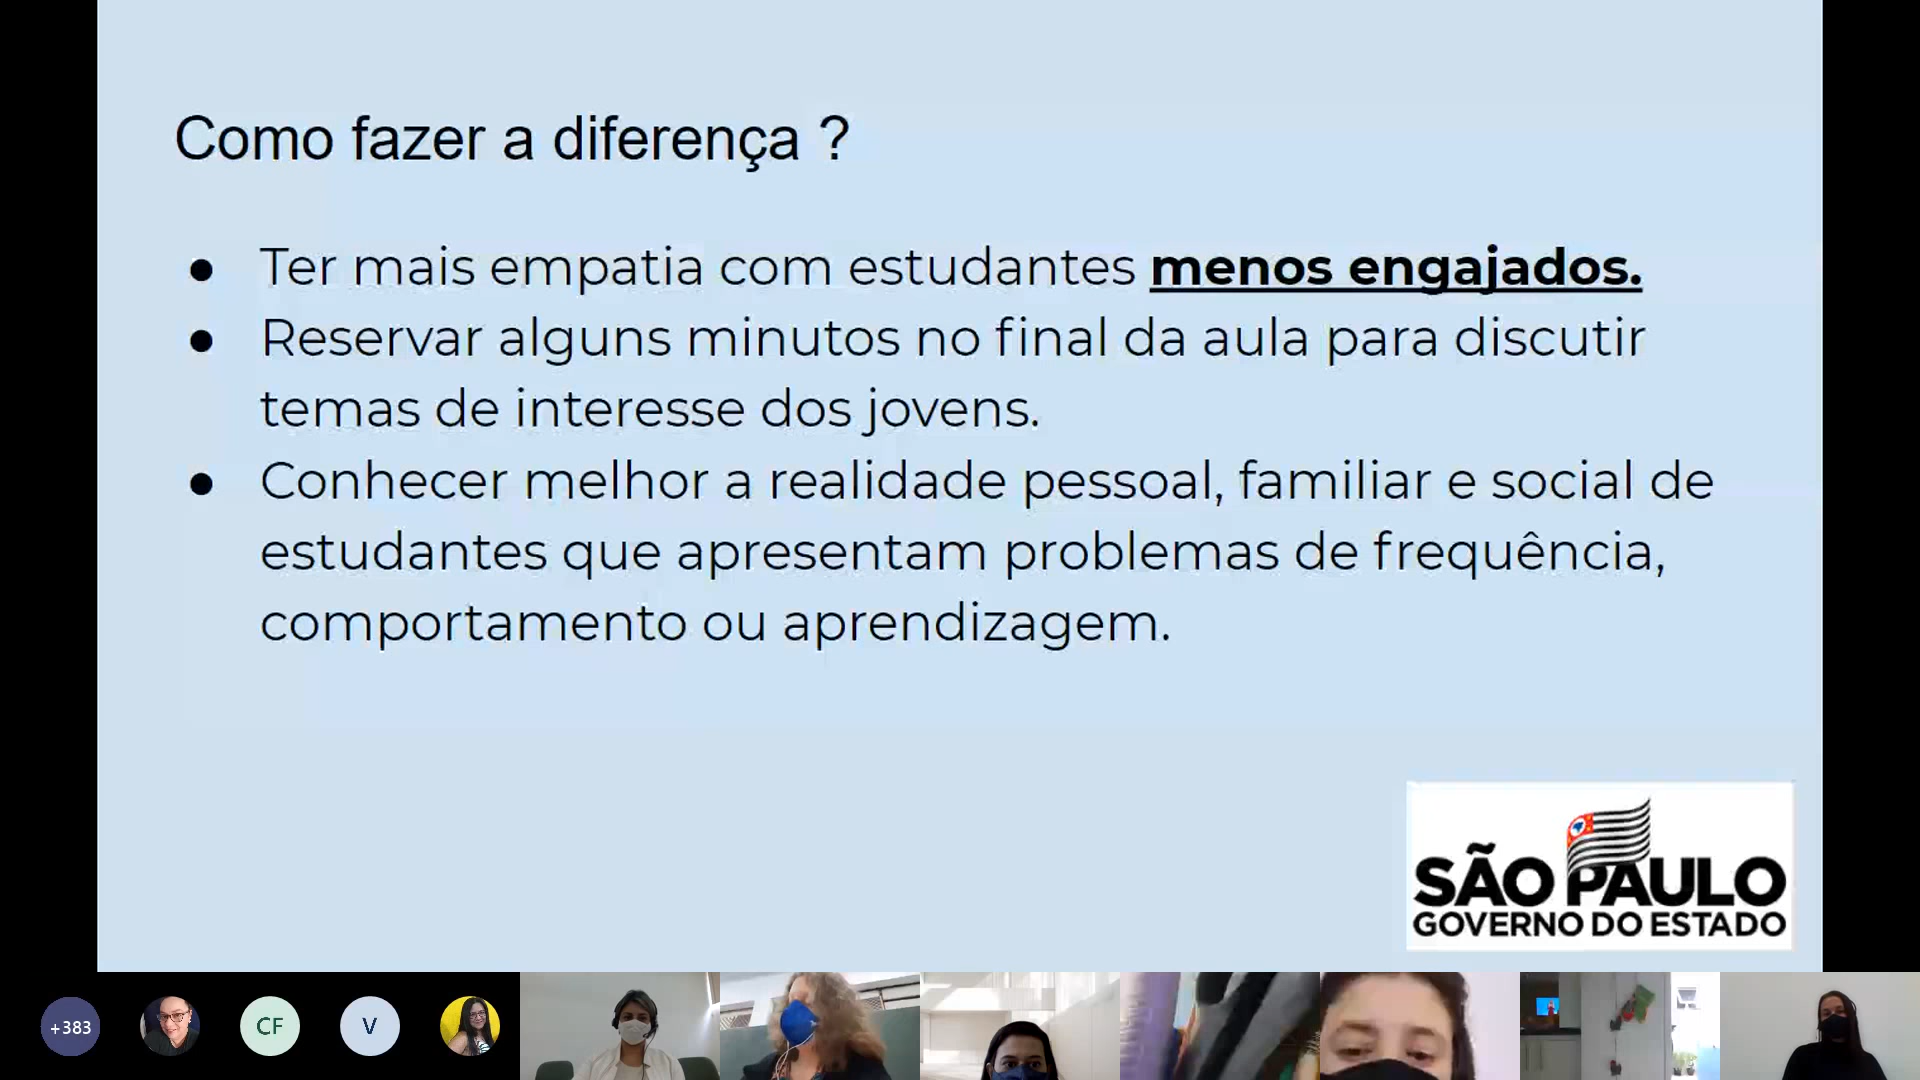 Como fazer a diferença ?
● Ter mais empatia com estudantes menos engajados.
● Reservar alguns minutos no final da aula para discutir
temas de interesse dos jovens.
● Conhecer melhor a realidade pessoal, familiar e social de
estudantes que apresentam problemas de frequência,
comportamento ou aprendizagem.
SÃO PAULO
GOVERNO DO ESTADO
+383
CF
V